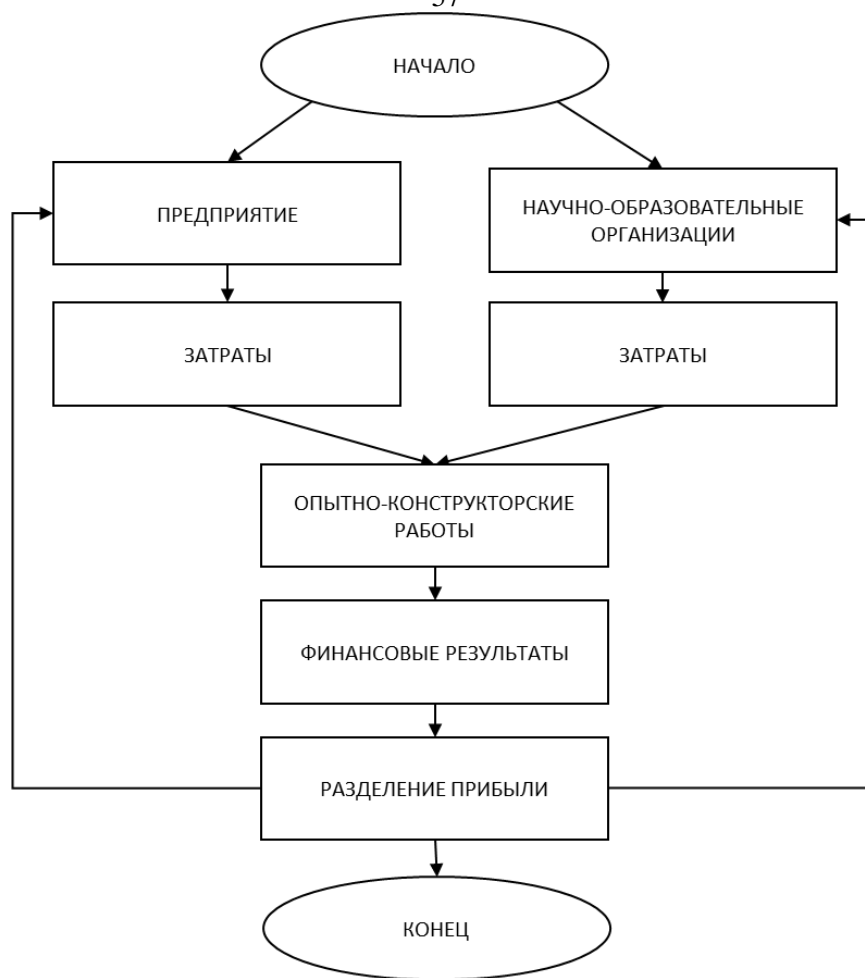 НАЧАЛО
ПРЕДПРИЯТИЕ
НАУЧНО-ОБРАЗОВАТЕЛЬНЫЕ
ОРГАНИЗАЦИИ
ЗАТРАТЫ
ЗАТРАТЫ
ОПЫТНО-КОНСТРУКТОРСКИЕ
РАБОТЫ
ФИНАНСОВЫЕ РЕЗУЛЬТАТЫ
РАЗДЕЛЕНИЕ ПРИБЫЛИ
КОНЕЦ